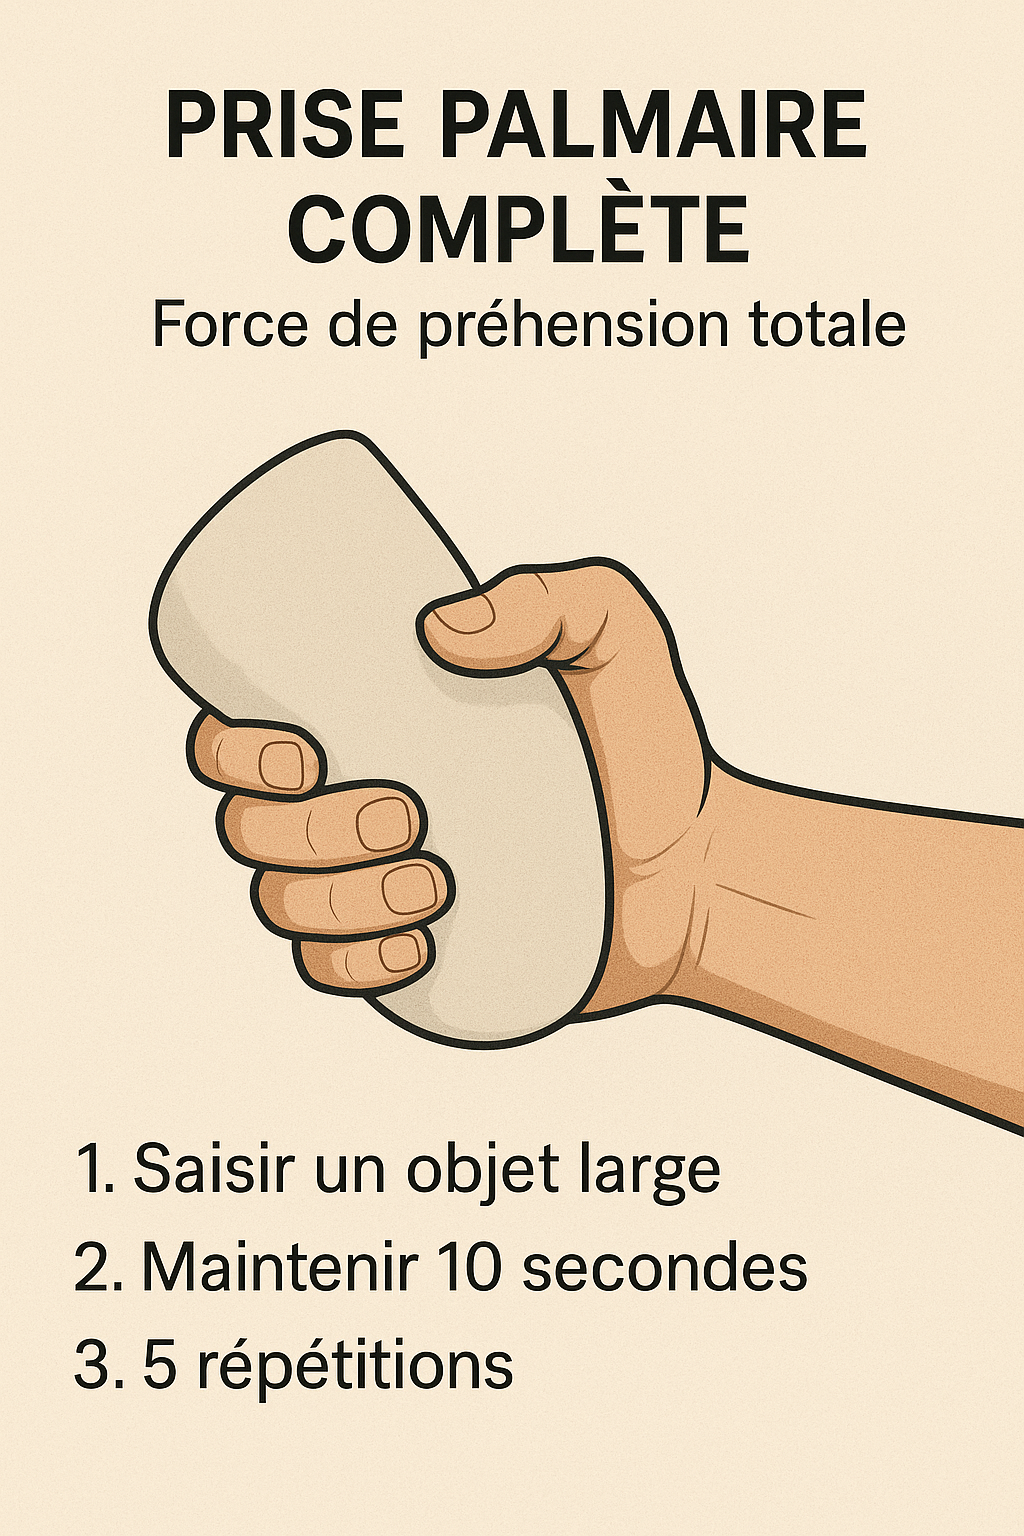 PRISE PALMAIRE
COMPLÈTE
Force de préhension totale
1. Saisir un objet large
2. Maintenir 10 secondes
3. 5 répétitions